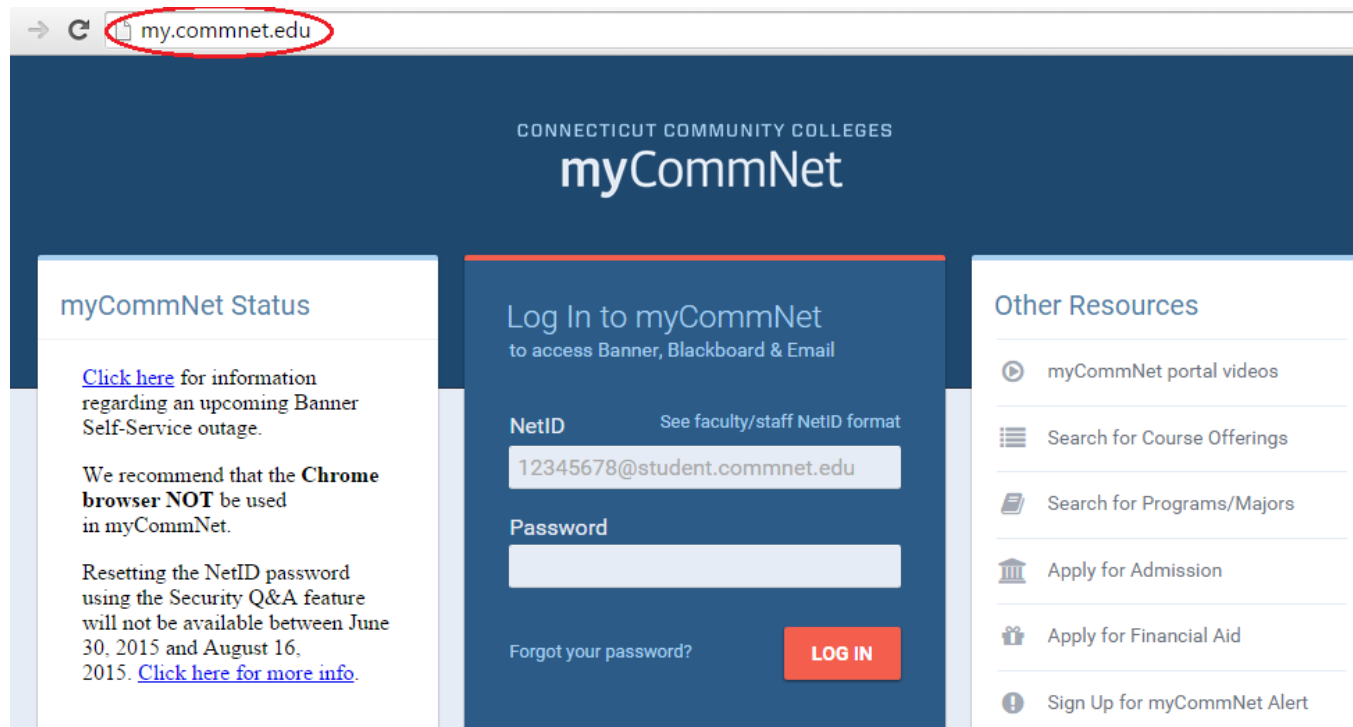 my.commnet.edu
CONNECTICUT COMMUNITY COLLEGES
myCommNet
myCommNet Status
Click here for information
regarding an upcoming Banner
Self-Service outage.
We recommend that the Chrome
browser NOT be used
in myCommNet.
Resetting the NetID password
using the Security Q&A feature
will not be available between June
30, 2015 and August 16,
2015. Click here for more info.
Log In to myCommNet
to access Banner, Blackboard & Email
NetID
See faculty/staff NetID format
12345678@student.commnet.edu
Password
Forgot your password?
LOG IN
Other Resources
myCommNet portal videos
Search for Course Offerings
Search for Programs/Majors
Apply for Admission
Apply for Financial Aid
Sign Up for myCommNet Alert